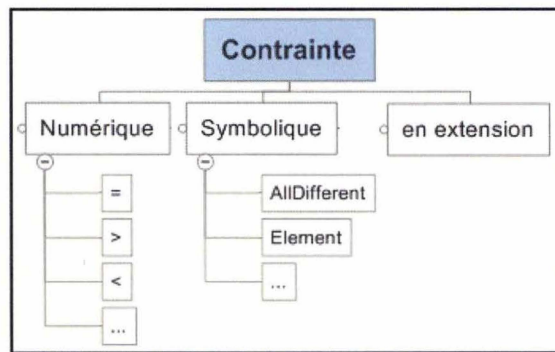 Contrainte
Numérique
Symbolique
en extension
=
>
<
...
AllDifferent
Element
...